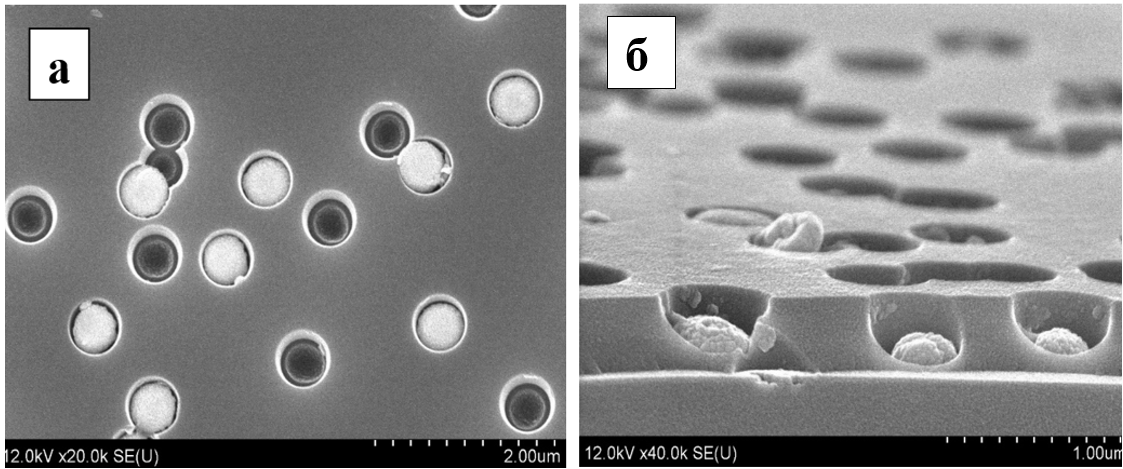 а
12.0kV x20.0k SE(U) 2.00um
б
12.0kV x40.0k SE(U) 1.00um